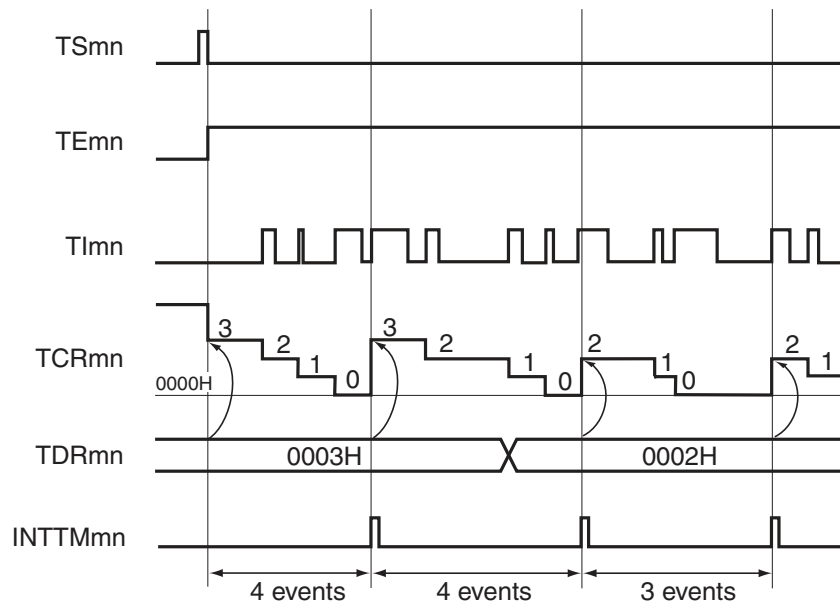 TSmn
TEmn
TImn
TCRmn
3
2
1
0
3
2
1
0
2
1
0
2
1
0000H
TDRmn
0003H
0002H
INTTMmn
4 events
4 events
3 events